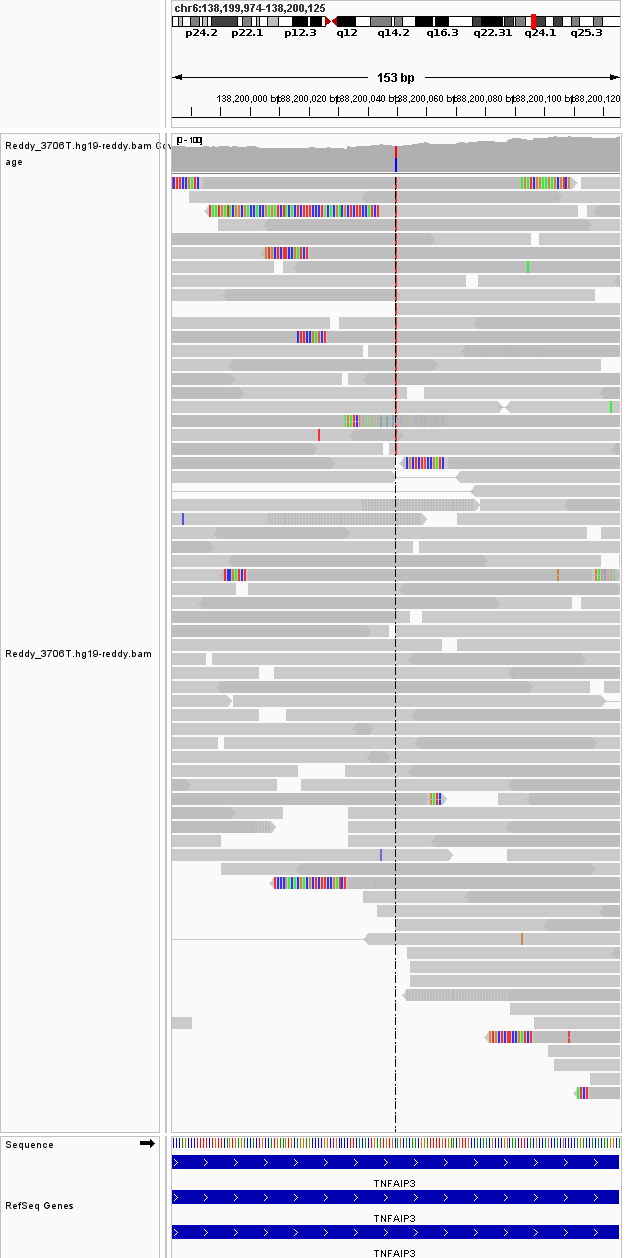 chr6:138,199,974-138,200,125
p24.2 p22.1 p12.3 q12 q14.2 q16.3 q22.31 q24.1 q25.3
153 bp
138,200,000 bp 138,200,020 bp 138,200,040 bp 138,200,060 bp 138,200,080 bp 138,200,100 bp 138,200,120
Reddy_3706T.hg19-reddy.bam Cov
age
[0 - 100]
Reddy_3706T.hg19-reddy.bam
Sequence
TNFAIP3
RefSeq Genes
TNFAIP3
TNFAIP3